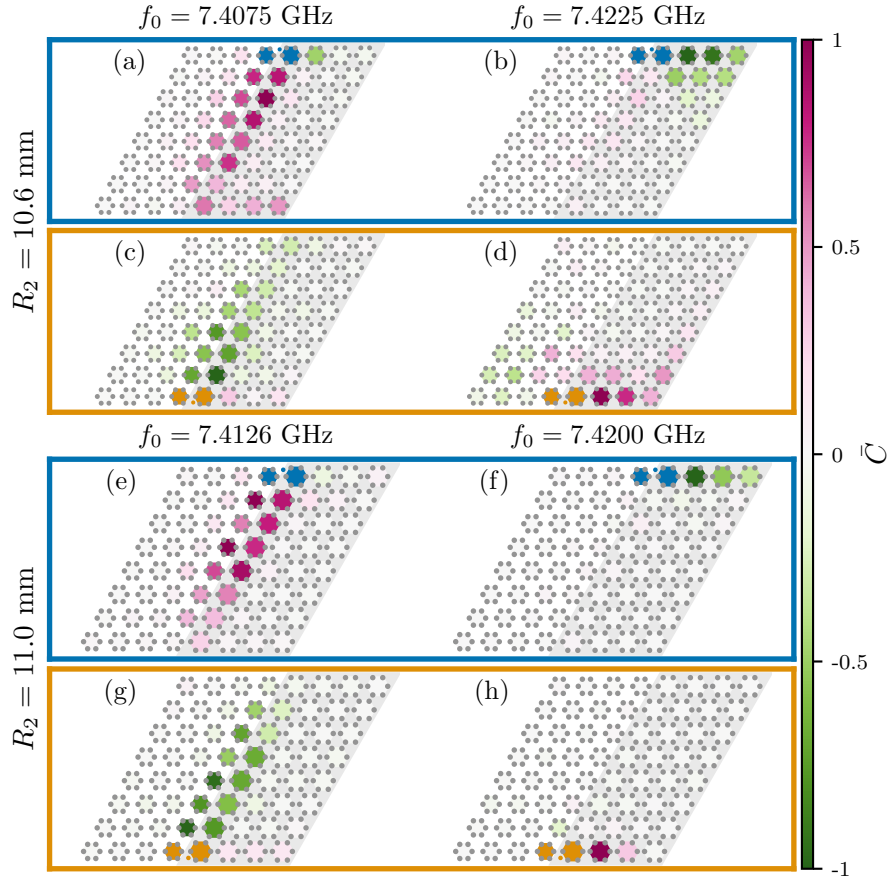 f₀ = 7.4075 GHz
f₀ = 7.4225 GHz
(a)
(b)
R₂ = 10.6 mm
(c)
(d)
f₀ = 7.4126 GHz
f₀ = 7.4200 GHz
(e)
(f)
R₂ = 11.0 mm
(g)
(h)
1
0.5
0
C̄
-0.5
-1